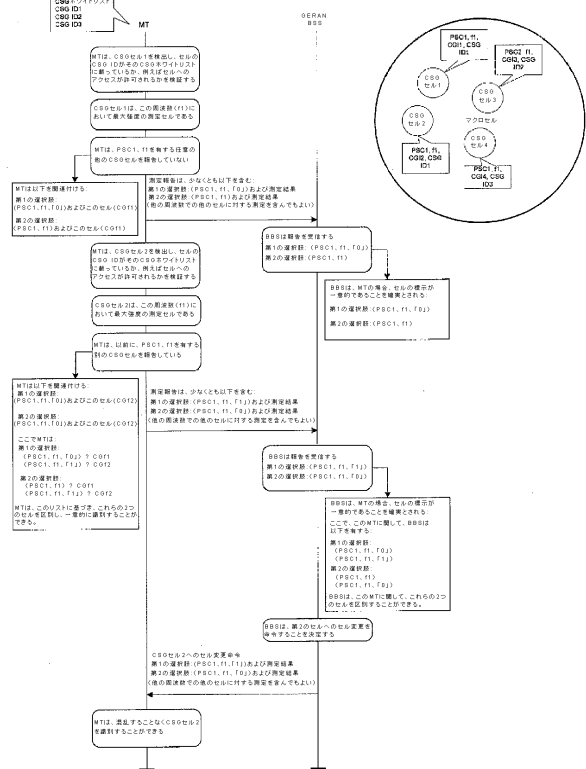 CSGホワイトリスト
CSG ID1
CSG ID2
CSG ID3
MT
GERAN
BSS
PSC1, f1,
CGI1, CSG
ID1
PSC2, f1,
CGI3, CSG
ID2
CSG
セル1
CSG
セル3
マクロセル
CSG
セル2
CSG
セル4
PSC1, f1,
CGI2, CSG
ID1
PSC1, f1,
CGI4, CSG
ID3
MTは、CSGセル1を検出し、セルの
CSG IDがそのCSGホワイトリスト
に載っているか、例えばセルへの
アクセスが許可されるかを検証する
CSGセル1は、この周波数(f1)に
おいて最大強度の測定セルである
MTは、PSC1, f1を有する任意の
他のCSGセルを報告していない
MTは以下を関連付ける:
第1の選択肢:
(PSC1,f1,「0」)およびこのセル(CGf1)
第2の選択肢:
(PSC1, f1)およびこのセル(CGf1)
測定報告は、少なくとも以下を含む:
第1の選択肢:(PSC1, f1,「0」)および測定結果
第2の選択肢:(PSC1, f1)および測定結果
(他の周波数での他のセルに対する測定を含んでもよい)
BBSは報告を受信する
第1の選択肢:(PSC1, f1,「0」)
第2の選択肢:(PSC1, f1)
BBSは、MTの場合、セルの標示が
一意的であることを確実とされる:
第1の選択肢:(PSC1, f1,「0」)
第2の選択肢:(PSC1, f1)
MTは、CSGセル2を検出し、セルの
CSG IDがそのCSGホワイトリスト
に載っているか、例えばセルへの
アクセスが許可されるかを検証する
CSGセル2は、この周波数(f1)に
おいて最大強度の測定セルである
MTは、以前に、PSC1, f1を有する
別のCSGセルを報告している
MTは以下を関連付ける:
第1の選択肢:
(PSC1,f1,「0」)およびこのセル(CGf2)
第2の選択肢:
(PSC1,f1,「0」)およびこのセル(CGf2)
ここでMTは:
第1の選択肢:
(PSC1, f1,「0」) ? CGf1
(PSC1, f1,「1」) ? CGf2
第2の選択肢:
(PSC1, f1) ? CGf1
(PSC1, f1,「1」) ? CGf2
MTは、このリストに基づき、これらの2つ
のセルを区別し、一意的に識別することが
できる。
測定報告は、少なくとも以下を含む:
第1の選択肢:(PSC1, f1,「1」)および測定結果
第2の選択肢:(PSC1, f1,「0」)および測定結果
(他の周波数での他のセルに対する測定を含んでもよい)
BBSは報告を受信する
第1の選択肢:(PSC1, f1,「1」)
第2の選択肢:(PSC1, f1,「0」)
BBSは、MTの場合、セルの標示が
一意的であることを確実とされる:
ここで、このMTに関して、BBSは
以下を有する:
第1の選択肢:
(PSC1, f1,「0」)
(PSC1, f1,「1」)
第2の選択肢:
(PSC1, f1)
(PSC1, f1,「0」)
BBSは、このMTに関して、これらの2つ
のセルを区別することができる。
BBSは、第2のセルへのセル変更を
命令することを決定する
CSGセル2へのセル変更命令
第1の選択肢:(PSC1, f1,「1」)および測定結果
第2の選択肢:(PSC1, f1,「0」)および測定結果
(他の周波数での他のセルに対する測定を含んでもよい)
MTは、混乱することなくCSGセル2
を識別することができる